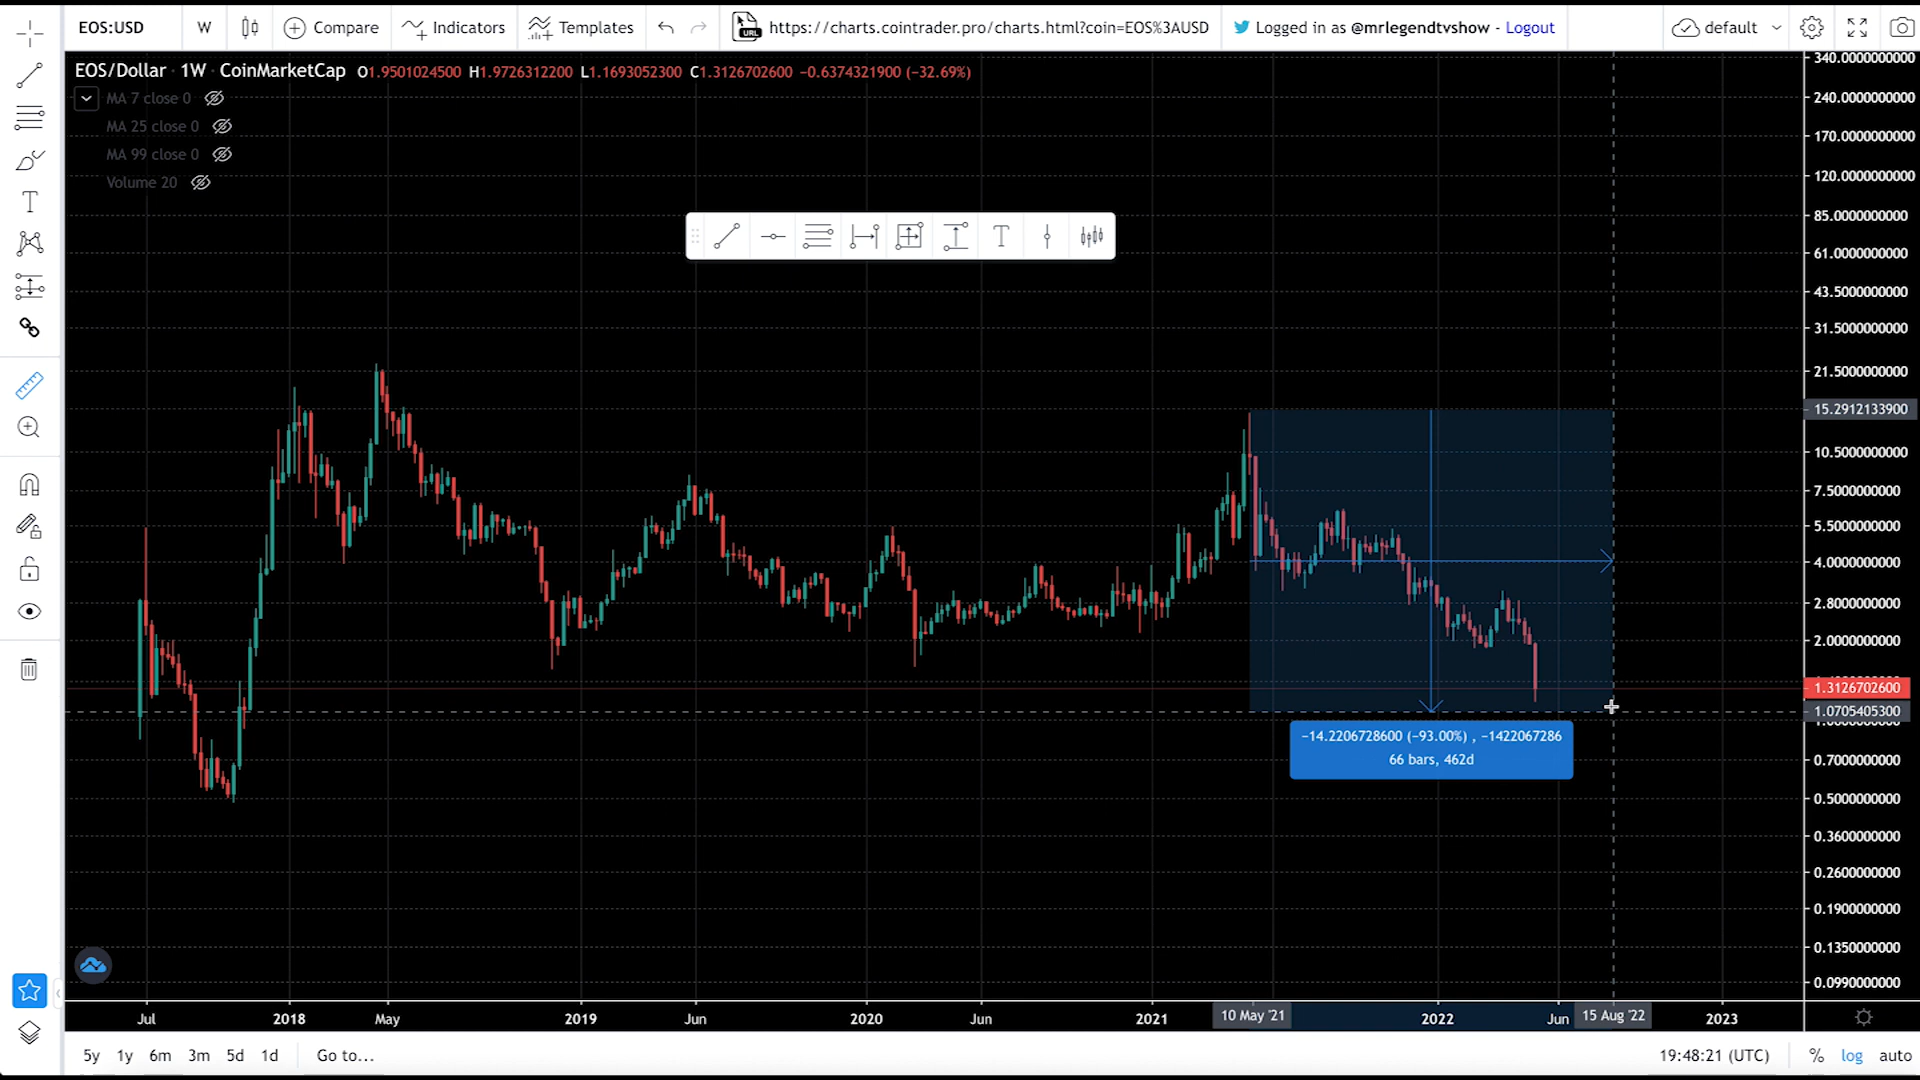 EOS:USD W Compare Indicators Templates URL https://charts.cointrader.pro/charts.html?coin=EOS%3AUSD Logged in as @mrlegendtvshow - Logout default
EOS/Dollar · 1W · CoinMarketCap O1.9501024500 H1.9726312200 L1.1693052300 C1.3126702600 −0.6374321900 (−32.69%)
MA 7 close 0
MA 25 close 0
MA 99 close 0
Volume 20
T
T
340.0000000000
240.0000000000
170.0000000000
120.0000000000
85.0000000000
61.0000000000
43.5000000000
31.5000000000
21.5000000000
15.2912133900
10.5000000000
7.5000000000
5.5000000000
4.0000000000
2.8000000000
2.0000000000
1.3126702600
1.0705405300
0.7000000000
0.5000000000
0.3600000000
0.2600000000
0.1900000000
0.1350000000
0.0990000000
−14.2206728600 (−93.00%) , −1422067286
66 bars, 462d
Jul 2018 May 2019 Jun 2020 Jun 2021 10 May '21 2022 Jun 15 Aug '22 2023
5y 1y 6m 3m 5d 1d Go to... 19:48:21 (UTC) % log auto